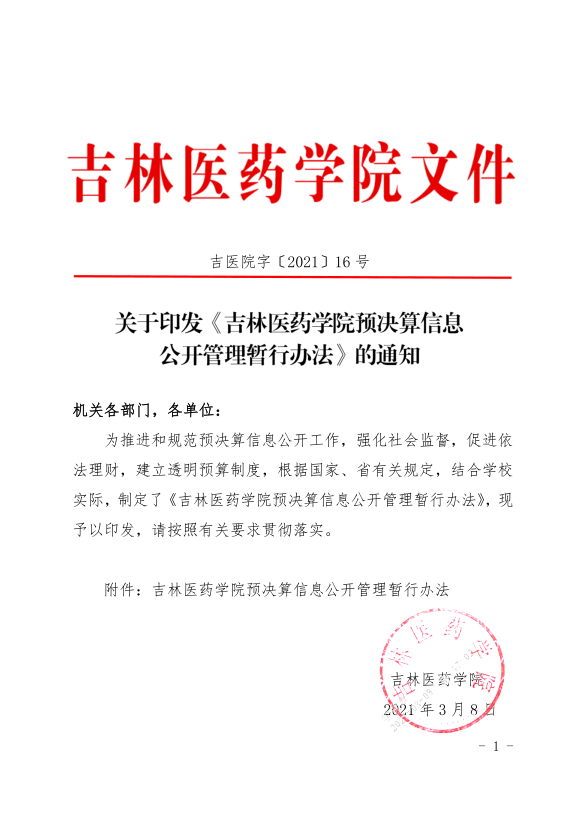 吉林医药学院文件
吉医院字〔2021〕16 号
关于印发《吉林医药学院预决算信息
公开管理暂行办法》的通知
机关各部门，各单位：
为推进和规范预决算信息公开工作，强化社会监督，促进依
法理财，建立透明预算制度，根据国家、省有关规定，结合学校
实际，制定了《吉林医药学院预决算信息公开管理暂行办法》，现
予以印发，请按照有关要求贯彻落实。
附件：吉林医药学院预决算信息公开管理暂行办法
吉林医药学院
吉林医药学院
2021 年 3 月 8 日
- 1 -